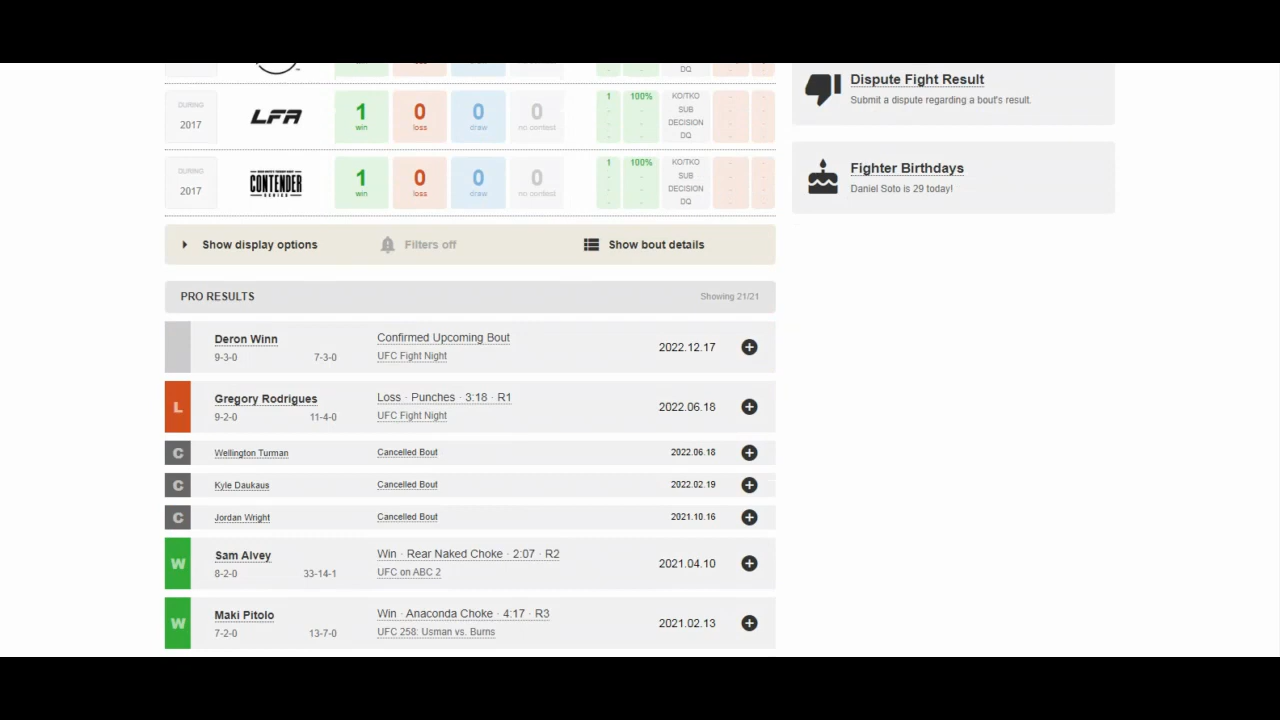 DQ
DURING
2017
LFA
1
win
0
loss
0
draw
0
no contest
1
100%
KO/TKO
SUB
DECISION
DQ
DURING
2017
CONTENDER
SERIES
1
win
0
loss
0
draw
0
no contest
1
100%
KO/TKO
SUB
DECISION
DQ
Dispute Fight Result
Submit a dispute regarding a bout's result.
Fighter Birthdays
Daniel Soto is 29 today!
Show display options
Filters off
Show bout details
PRO RESULTS
Showing 21/21
Deron Winn Confirmed Upcoming Bout 2022.12.17
9-3-0 7-3-0 UFC Fight Night
L Gregory Rodrigues Loss · Punches · 3:18 · R1 2022.06.18
9-2-0 11-4-0 UFC Fight Night
C Wellington Turman Cancelled Bout 2022.06.18
C Kyle Daukaus Cancelled Bout 2022.02.19
C Jordan Wright Cancelled Bout 2021.10.16
W Sam Alvey Win · Rear Naked Choke · 2:07 · R2 2021.04.10
8-2-0 33-14-1 UFC on ABC 2
W Maki Pitolo Win · Anaconda Choke · 4:17 · R3 2021.02.13
7-2-0 13-7-0 UFC 258: Usman vs. Burns